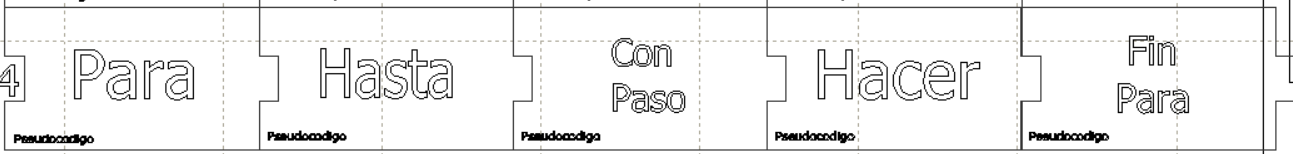 4
Para
Hasta
Con
Paso
Hacer
Fin
Para
Pseudocodigo
Pseudocodigo
Pseudocodigo
Pseudocodigo
Pseudocodigo